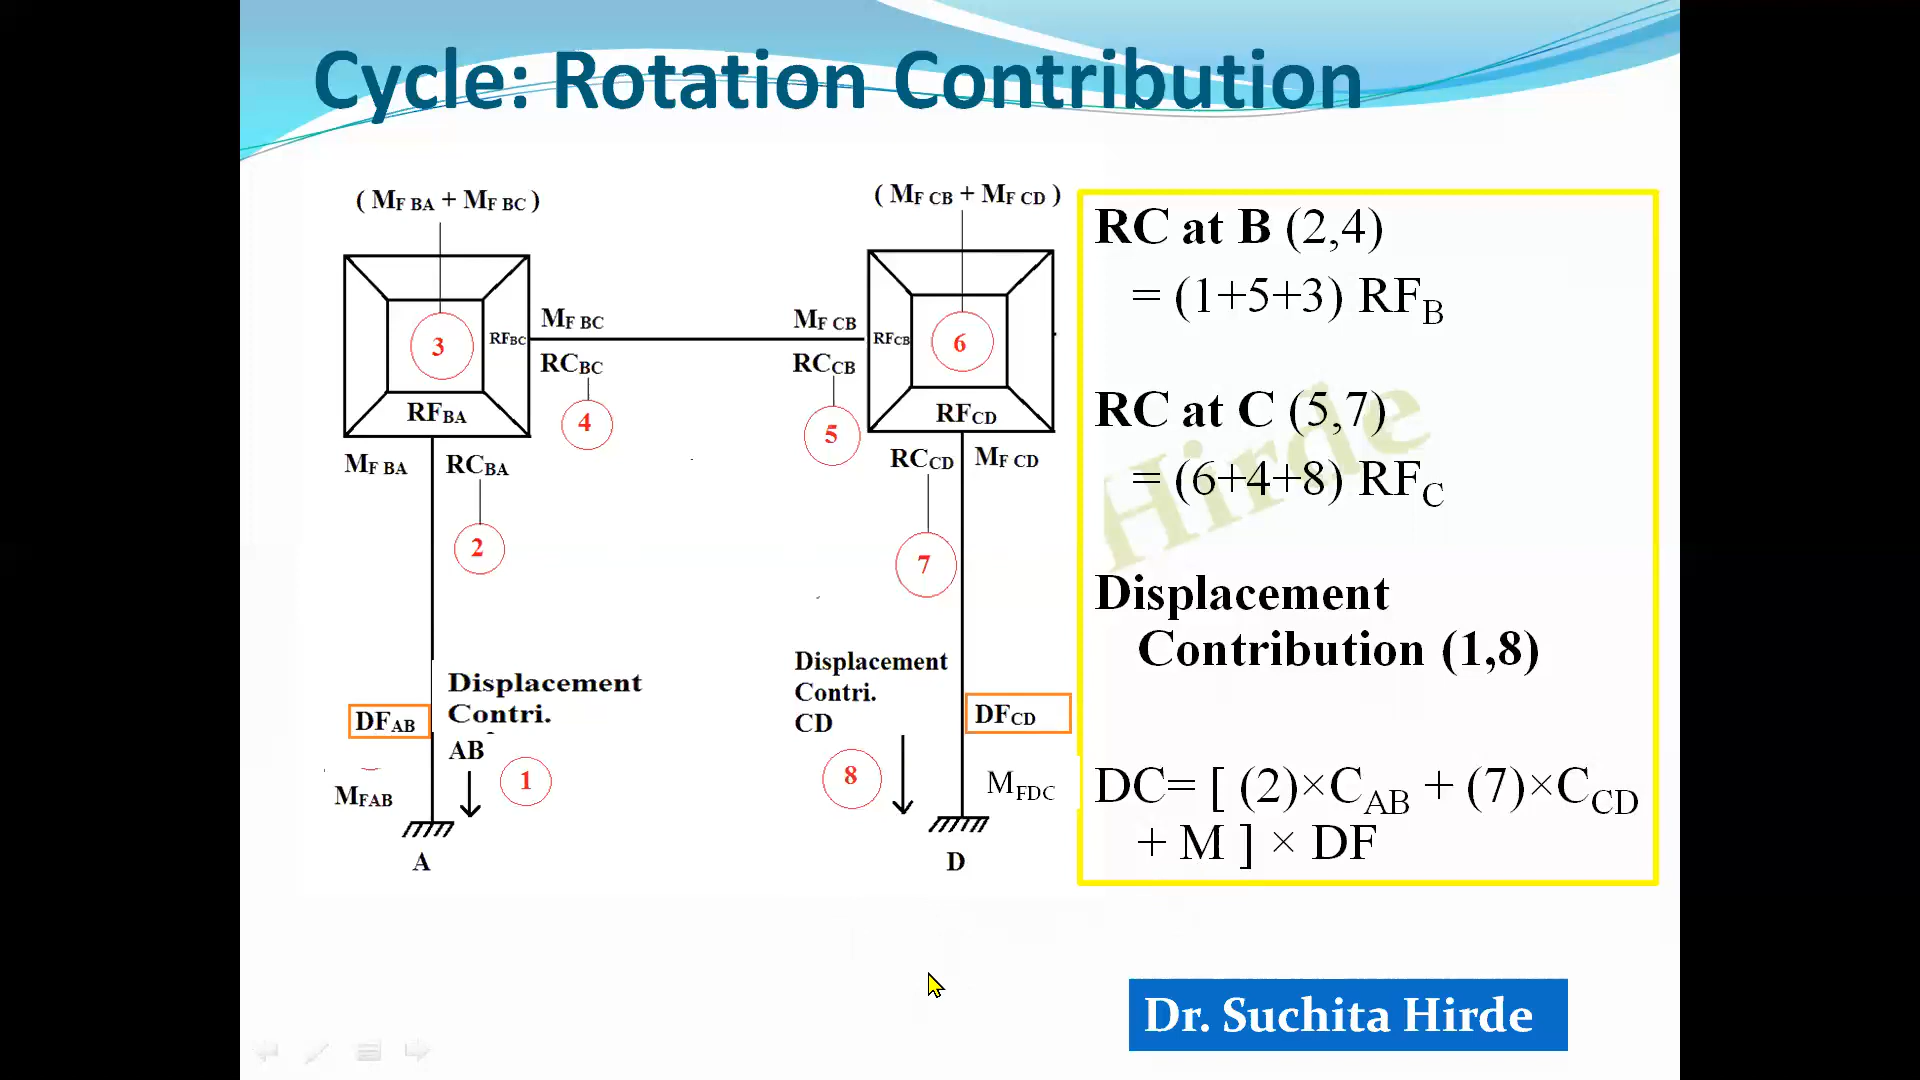 Cycle: Rotation Contribution
( MF BA + MF BC )
( MF CB + MF CD )
3
RFBC
RFBA
MF BC
RCBC
4
MF CB
RCCB
5
RFCB
6
RFCD
MF BA
RCBA
2
RCCD
MF CD
7
Displacement
Contri.
AB
1
DFAB
MFAB
A
Displacement
Contri.
CD
8
DFCD
MFDC
D
RC at B (2,4)
= (1+5+3) RFB
RC at C (5,7)
= (6+4+8) RFC
Displacement
Contribution (1,8)
DC= [ (2)×CAB + (7)×CCD
+ M ] × DF
Hirde
Dr. Suchita Hirde